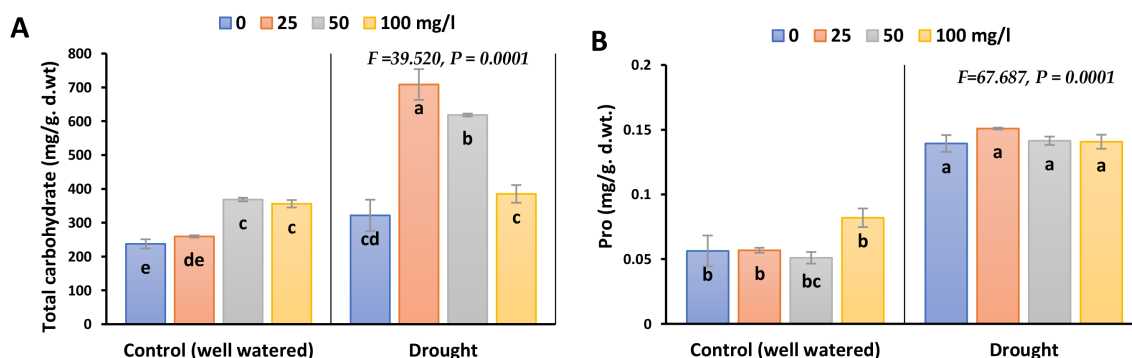 A
0 25 50 100 mg/l
F =39.520, P = 0.0001
Total carbohydrate (mg/g. d.wt)
800
700
600
500
400
300
200
100
0
e de c c cd a b c
Control (well watered) Drought
B
0 25 50 100 mg/l
F=67.687, P = 0.0001
Pro (mg/g. d.wt.)
0.2
0.15
0.1
0.05
0
b b bc b a a a a
Control (well watered) Drought